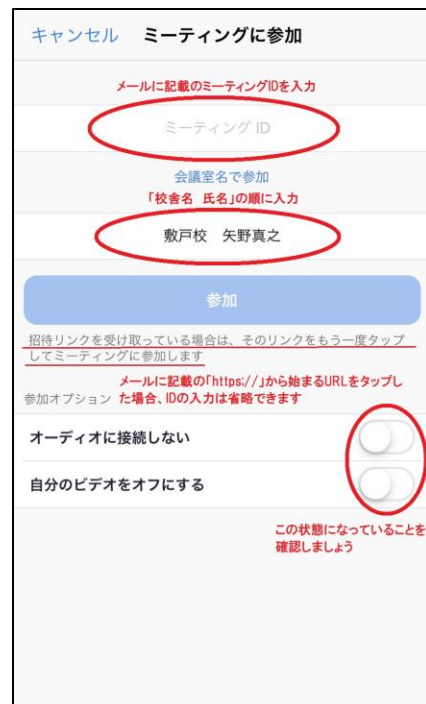 キャンセル ミーティングに参加
メールに記載のミーティングIDを入力
ミーティング ID
会議室名で参加
「校舎名 氏名」の順に入力
敷戸校 矢野真之
参加
招待リンクを受け取っている場合は、そのリンクをもう一度タップ
してミーティングに参加します
メールに記載の「https://」から始まるURLをタップし
た場合、IDの入力は省略できます
参加オプション
オーディオに接続しない
自分のビデオをオフにする
この状態になっていることを
確認しましょう